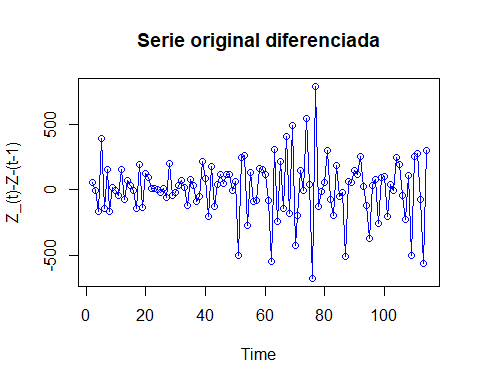 Serie original diferenciada
Z_(t)-Z-(t-1)
500
0
-500
0 20 40 60 80 100
Time